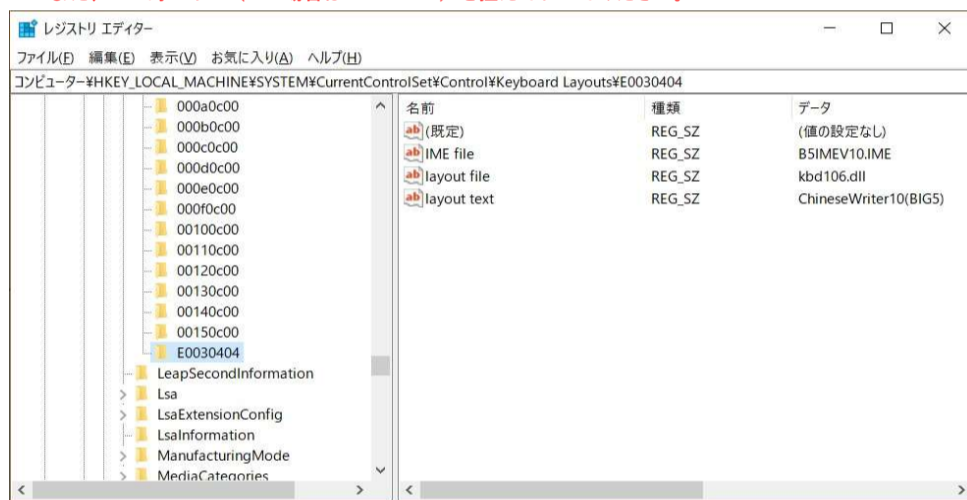 レジストリ エディター
ファイル(F) 編集(E) 表示(V) お気に入り(A) ヘルプ(H)
コンピューター¥HKEY_LOCAL_MACHINE¥SYSTEM¥CurrentControlSet¥Control¥Keyboard Layouts¥E0030404
000a0c00
000b0c00
000c0c00
000d0c00
000e0c00
000f0c00
00100c00
00110c00
00120c00
00130c00
00140c00
00150c00
E0030404
LeapSecondInformation
Lsa
LsaExtensionConfig
LsaInformation
ManufacturingMode
MediaCategories
名前 種類 データ
(既定) REG_SZ (値の設定なし)
IME file REG_SZ B5IMEV10.IME
layout file REG_SZ kbd106.dll
layout text REG_SZ ChineseWriter10(BIG5)